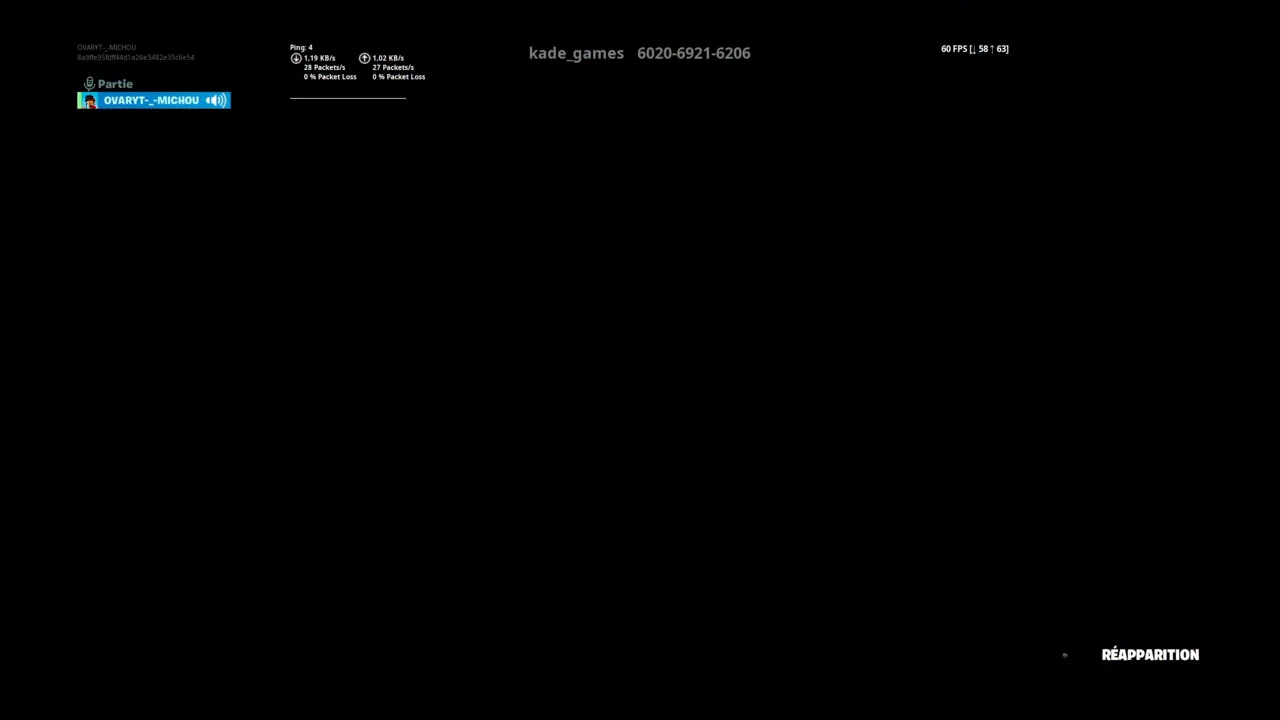 OVARYT-_-MICHOU
8a9ffe95fdff44d1a26e3482e35c6e54
Partie
OVARYT-_-MICHOU
Ping: 4
1,19 KB/s 1,02 KB/s
28 Packets/s 27 Packets/s
0 % Packet Loss 0 % Packet Loss
kade_games 6020-6921-6206
60 FPS [↓ 58 ↑ 63]
RÉAPPARITION